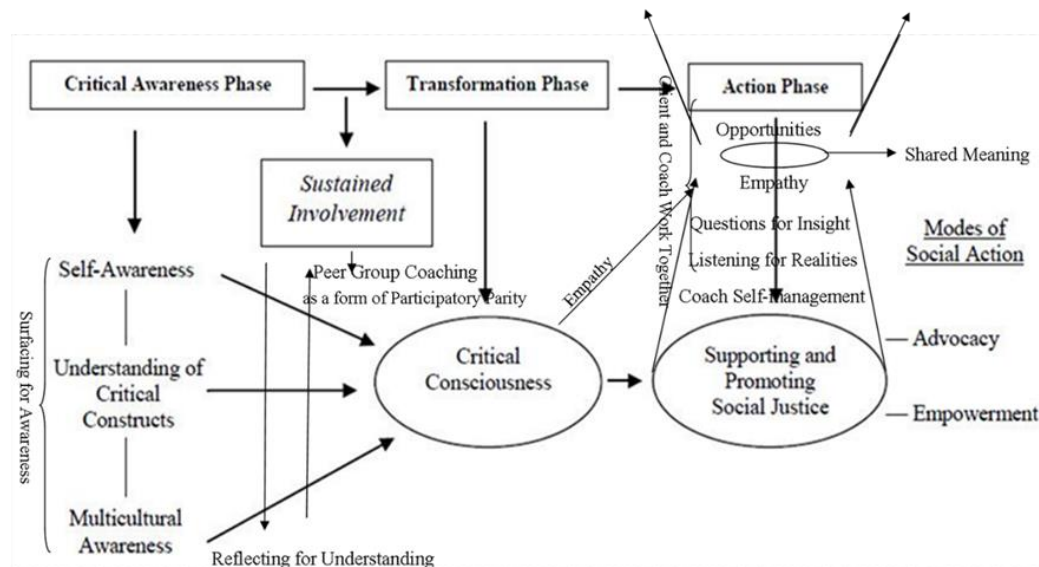 Critical Awareness Phase
Transformation Phase
Action Phase
Sustained
Involvement
Peer Group Coaching
as a form of Participatory Parity
Surfacing for Awareness
Self-Awareness
Understanding of
Critical
Constructs
Multicultural
Awareness
Reflecting for Understanding
Critical
Consciousness
Empathy
Client and Coach Work Together
Opportunities
Empathy
Shared Meaning
Questions for Insight
Listening for Realities
Coach Self-Management
Supporting and
Promoting
Social Justice
Modes of
Social Action
Advocacy
Empowerment